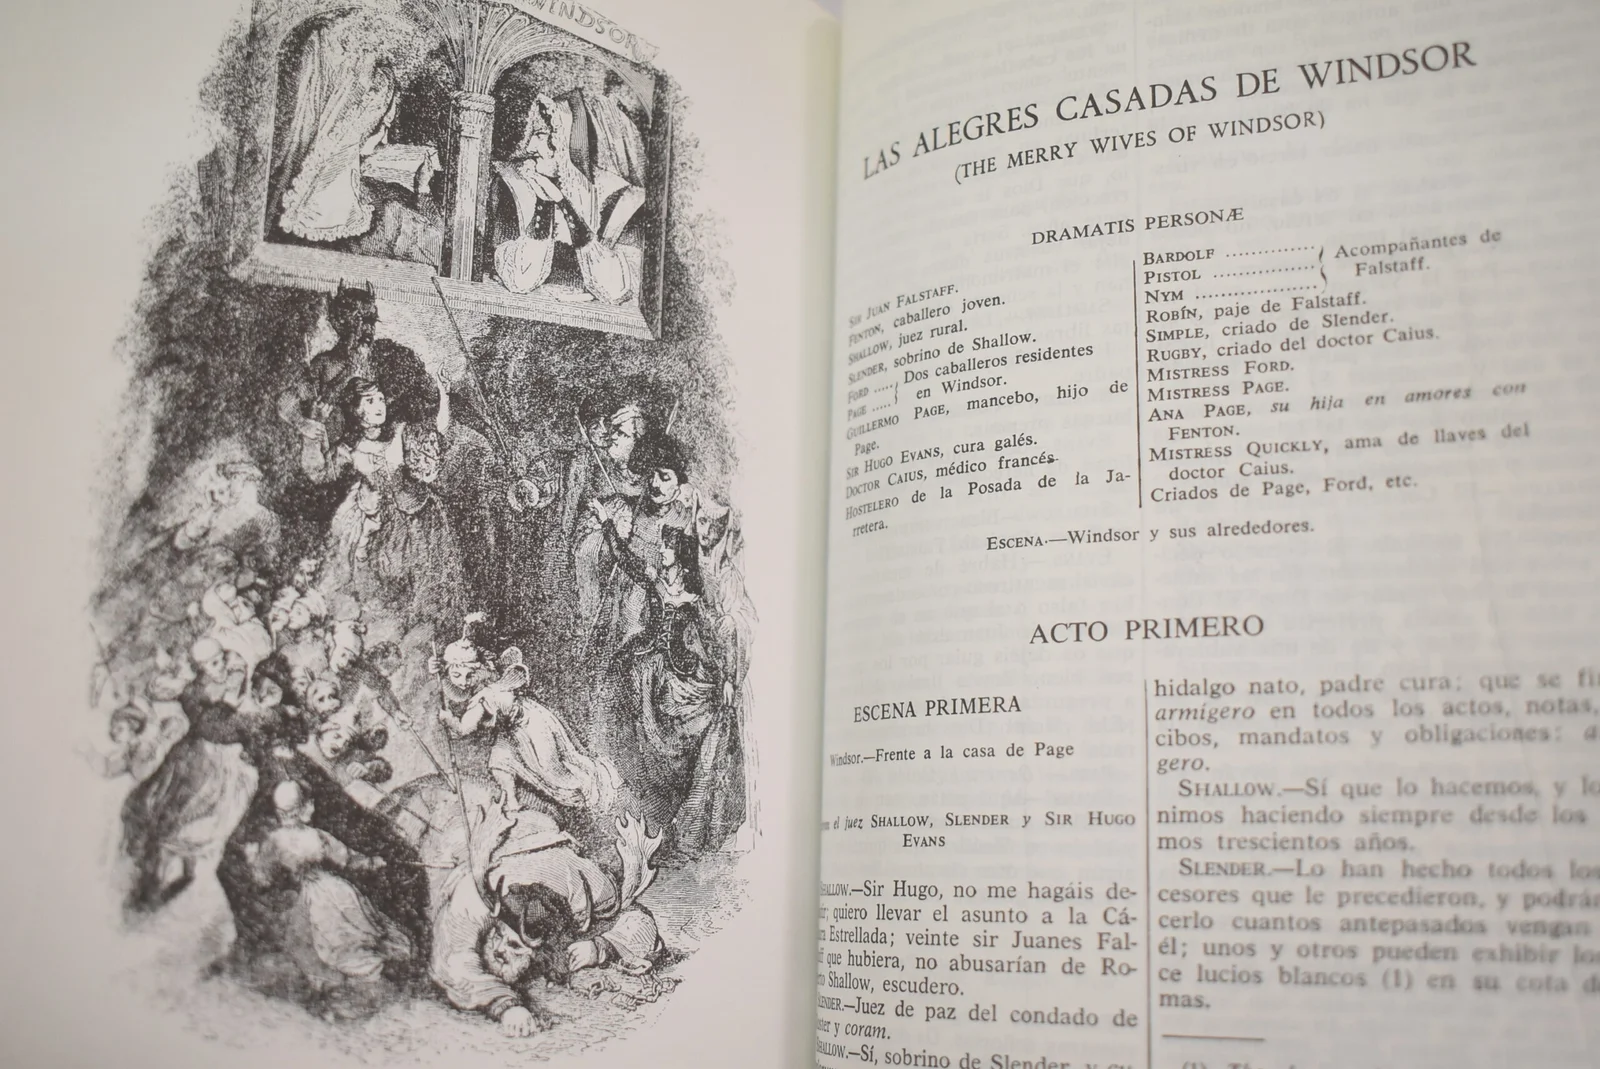 WINDSOR
LAS ALEGRES CASADAS DE WINDSOR
(THE MERRY WIVES OF WINDSOR)
DRAMATIS PERSONÆ
SIR JUAN FALSTAFF.
FENTON, caballero joven.
SHALLOW, juez rural.
SLENDER, sobrino de Shallow.
FORD ..... Dos caballeros residentes
PAGE ..... en Windsor.
GUILLERMO PAGE, mancebo, hijo de
Page.
SIR HUGO EVANS, cura galés.
DOCTOR CAIUS, médico francés.
HOSTELERO de la Posada de la Ja-
rretera.
BARDOLF ............... Acompañantes de
PISTOL ................. Falstaff.
NYM ....................
ROBÍN, paje de Falstaff.
SIMPLE, criado de Slender.
RUGBY, criado del doctor Caius.
MISTRESS FORD.
MISTRESS PAGE.
ANA PAGE, su hija en amores con
FENTON.
MISTRESS QUICKLY, ama de llaves del
doctor Caius.
Criados de Page, Ford, etc.
ESCENA.—Windsor y sus alrededores.
ACTO PRIMERO
ESCENA PRIMERA
Windsor.—Frente a la casa de Page
el juez SHALLOW, SLENDER y SIR HUGO
EVANS
SHALLOW.—Sir Hugo, no me hagáis de-
quiero llevar el asunto a la Cá-
Estrellada; veinte sir Juanes Fal-
que hubiera, no abusarían de Ro-
Shallow, escudero.
SLENDER.—Juez de paz del condado de
y coram.
SHALLOW.—Sí, sobrino de Slender, y
hidalgo nato, padre cura; que se
armígero en todos los actos, notas,
cibos, mandatos y obligaciones:
gero.
SHALLOW.—Sí que lo hacemos, y
nimos haciendo siempre desde los
mos trescientos años.
SLENDER.—Lo han hecho todos
cesores que le precedieron, y
cerlo cuantos antepasados vengan
él; unos y otros pueden exhibir
ce lucios blancos (1) en su cota
mas.